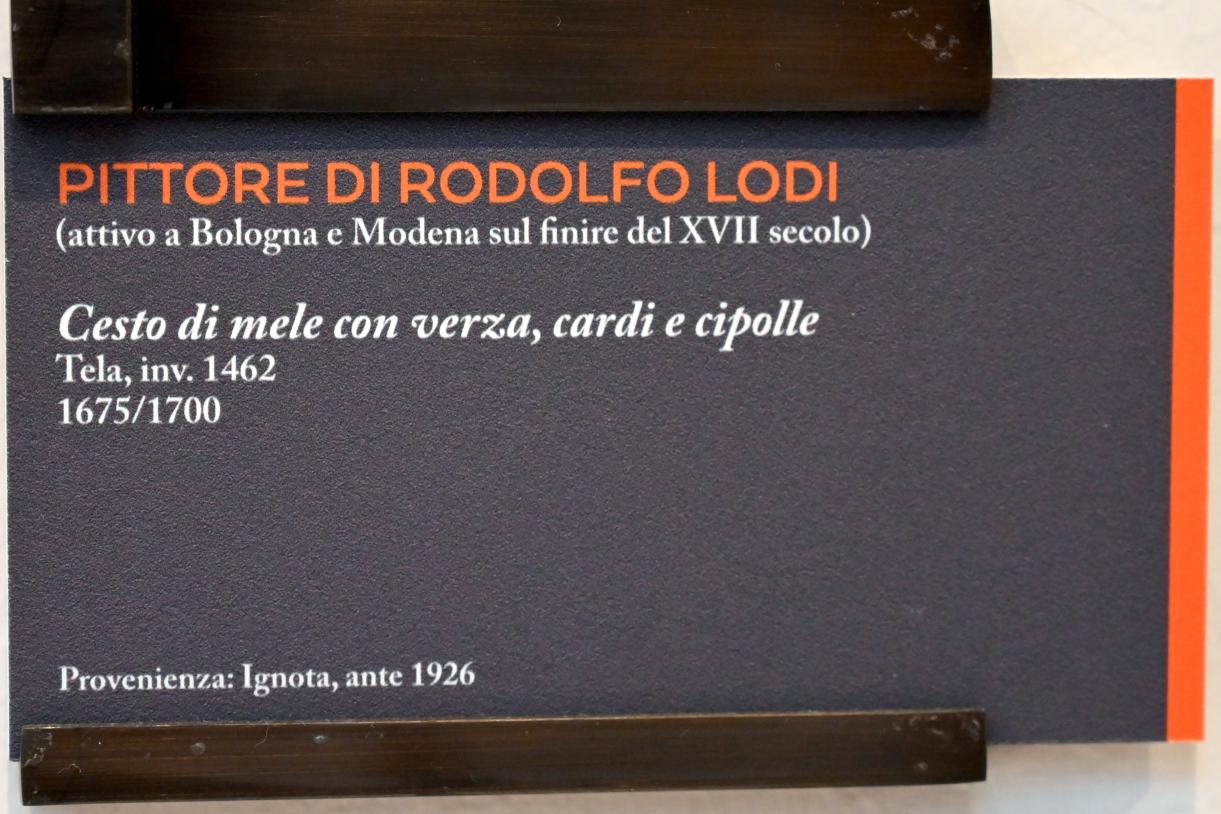 PITTORE DI RODOLFO LODI
(attivo a Bologna e Modena sul finire del XVII secolo)
Cesto di mele con verza, cardi e cipolle
Tela, inv. 1462
1675/1700
Provenienza: Ignota, ante 1926